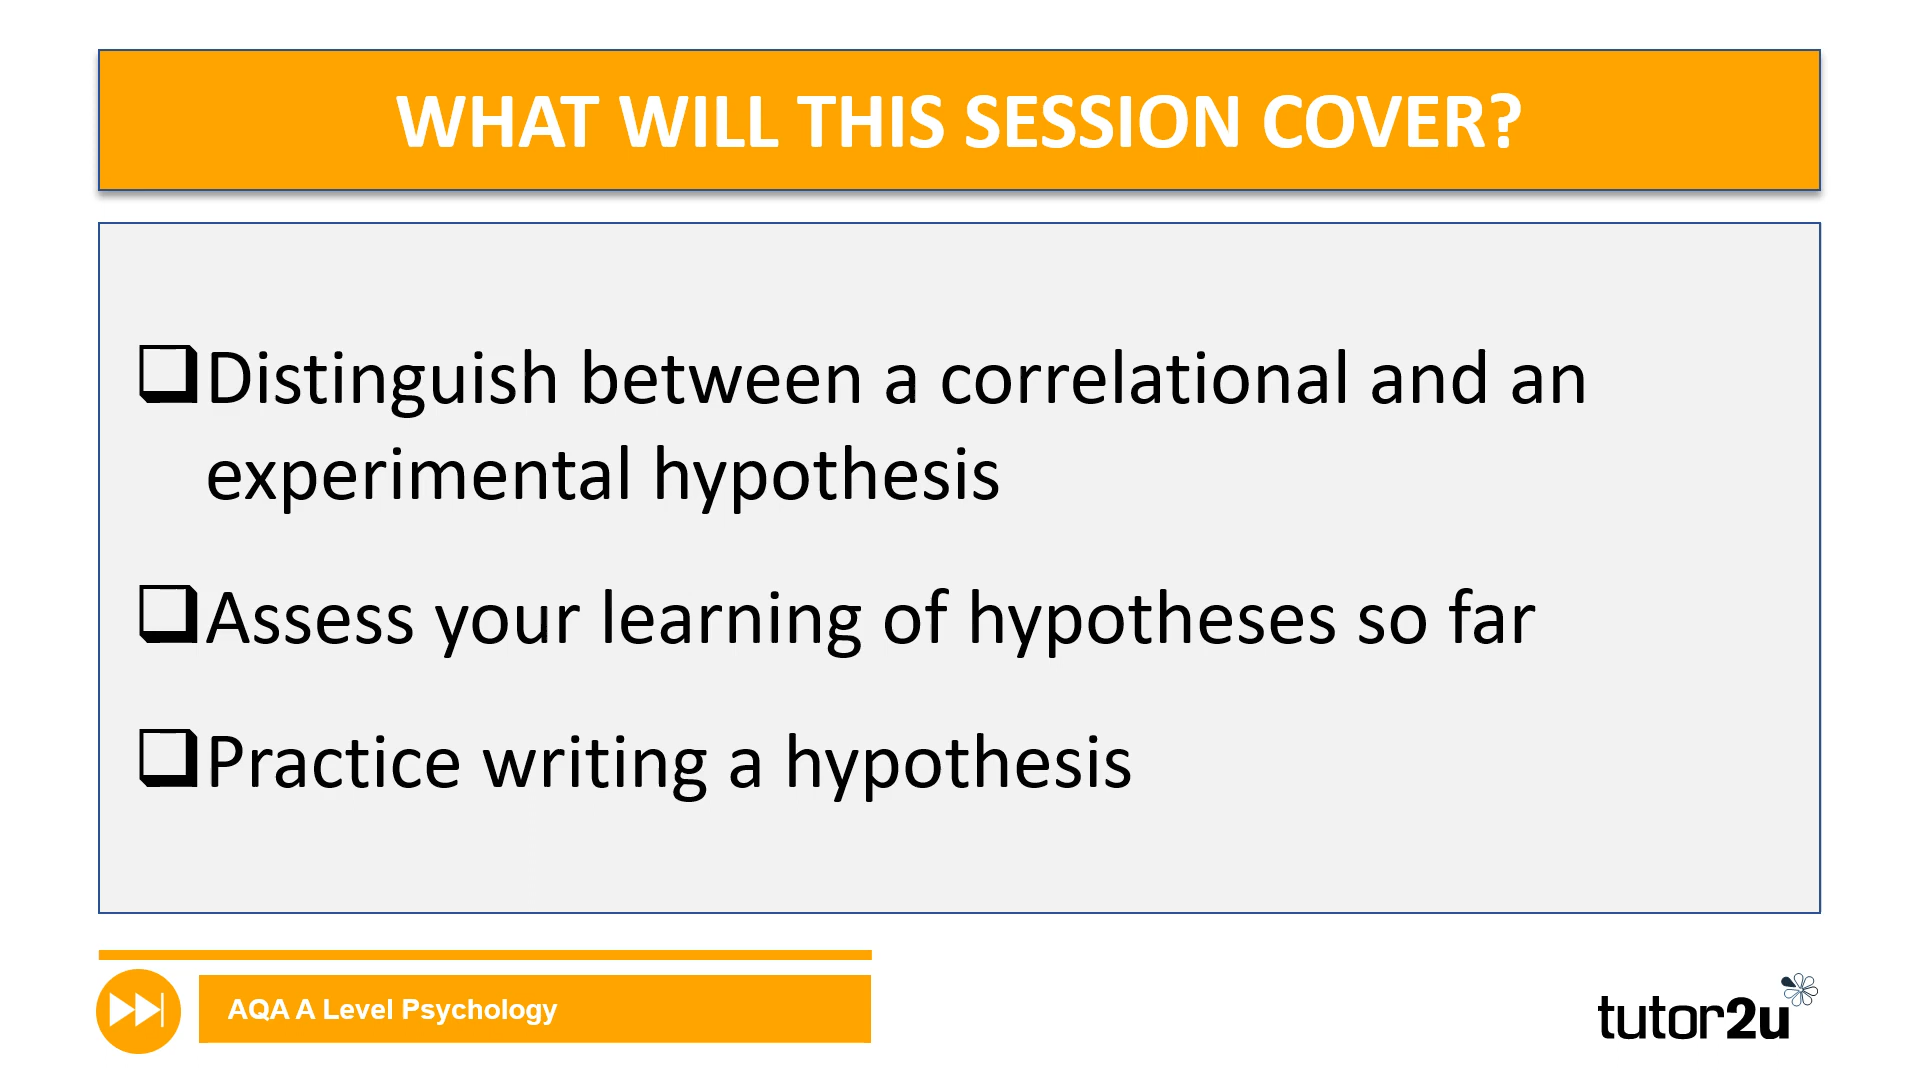 WHAT WILL THIS SESSION COVER?
Distinguish between a correlational and an
experimental hypothesis
Assess your learning of hypotheses so far
Practice writing a hypothesis
AQA A Level Psychology
tutor2u